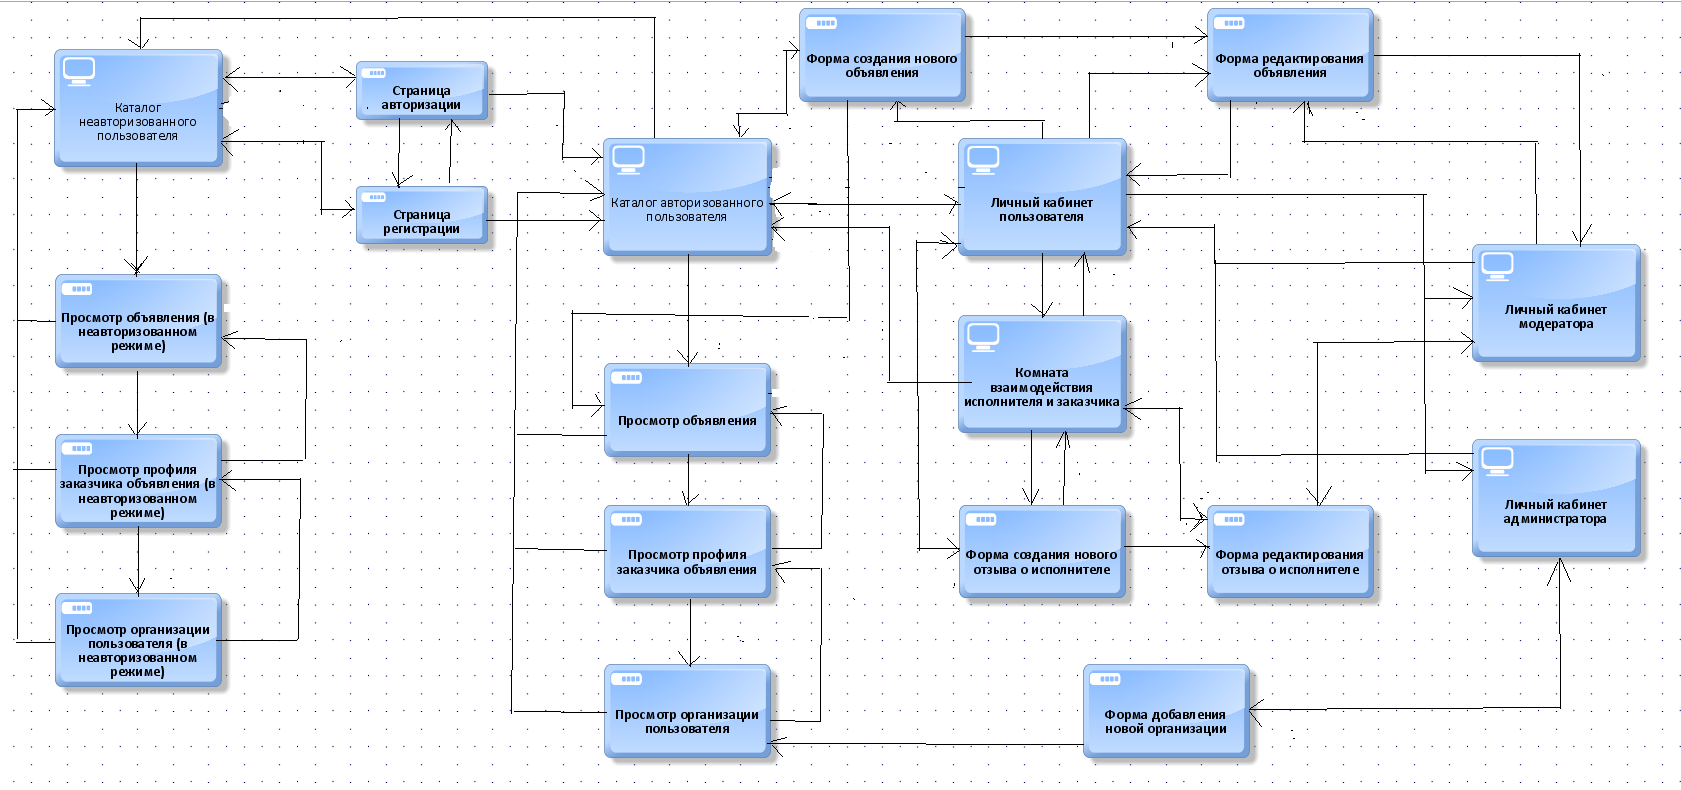 Форма создания нового
объявления
Форма редактирования
объявления
Каталог
неавторизованного
пользователя
Страница
авторизации
Страница
регистрации
Каталог авторизованного
пользователя
Личный кабинет
пользователя
Просмотр объявления (в
неавторизованном
режиме)
Личный кабинет
модератора
Просмотр объявления
Комната
взаимодействия
исполнителя и заказчика
Просмотр профиля
заказчика объявления (в
неавторизованном
режиме)
Личный кабинет
администратора
Просмотр профиля
заказчика объявления
Форма создания нового
отзыва о исполнителе
Форма редактирования
отзыва о исполнителе
Просмотр организации
пользователя (в
неавторизованном
режиме)
Просмотр организации
пользователя
Форма добавления
новой организации